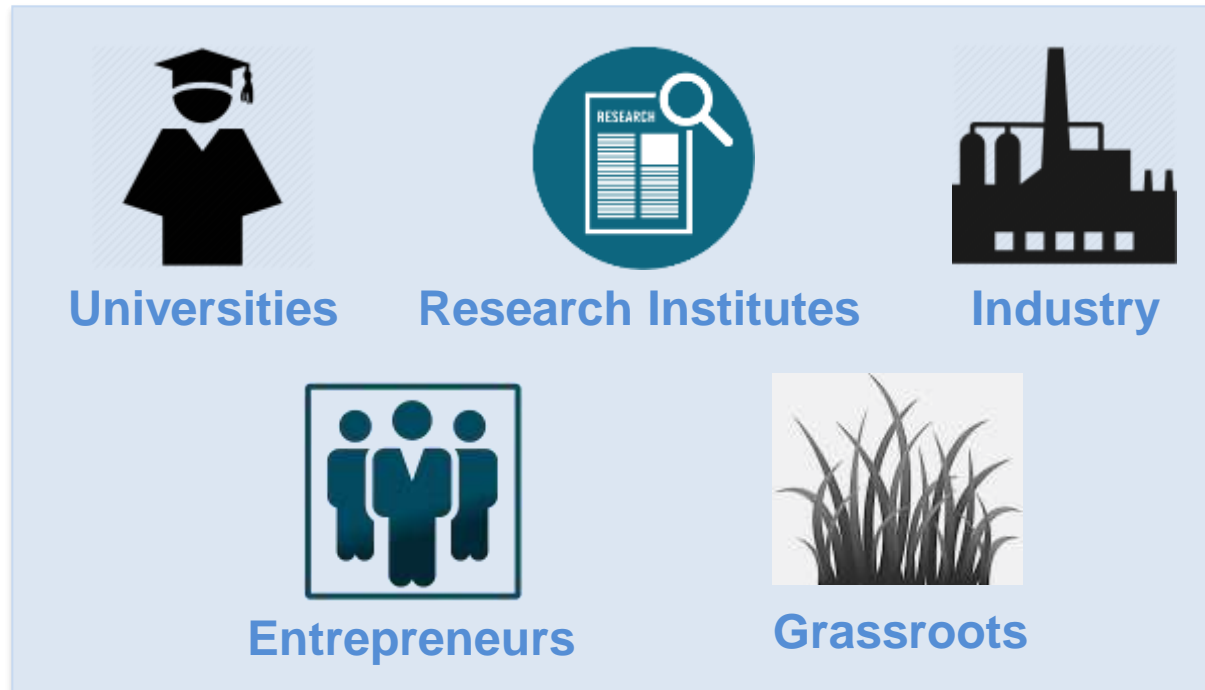 RESEARCH
Universities
Research Institutes
Industry
Entrepreneurs
Grassroots